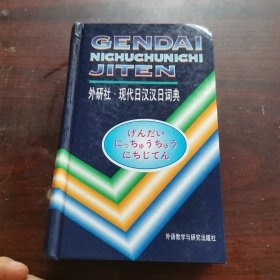 GENDAI
NICHUCHUNICHI
JITEN
外研社·现代日汉汉日词典
げんだい
にっちゅうちゅう
にちじてん
外语教学与研究出版社